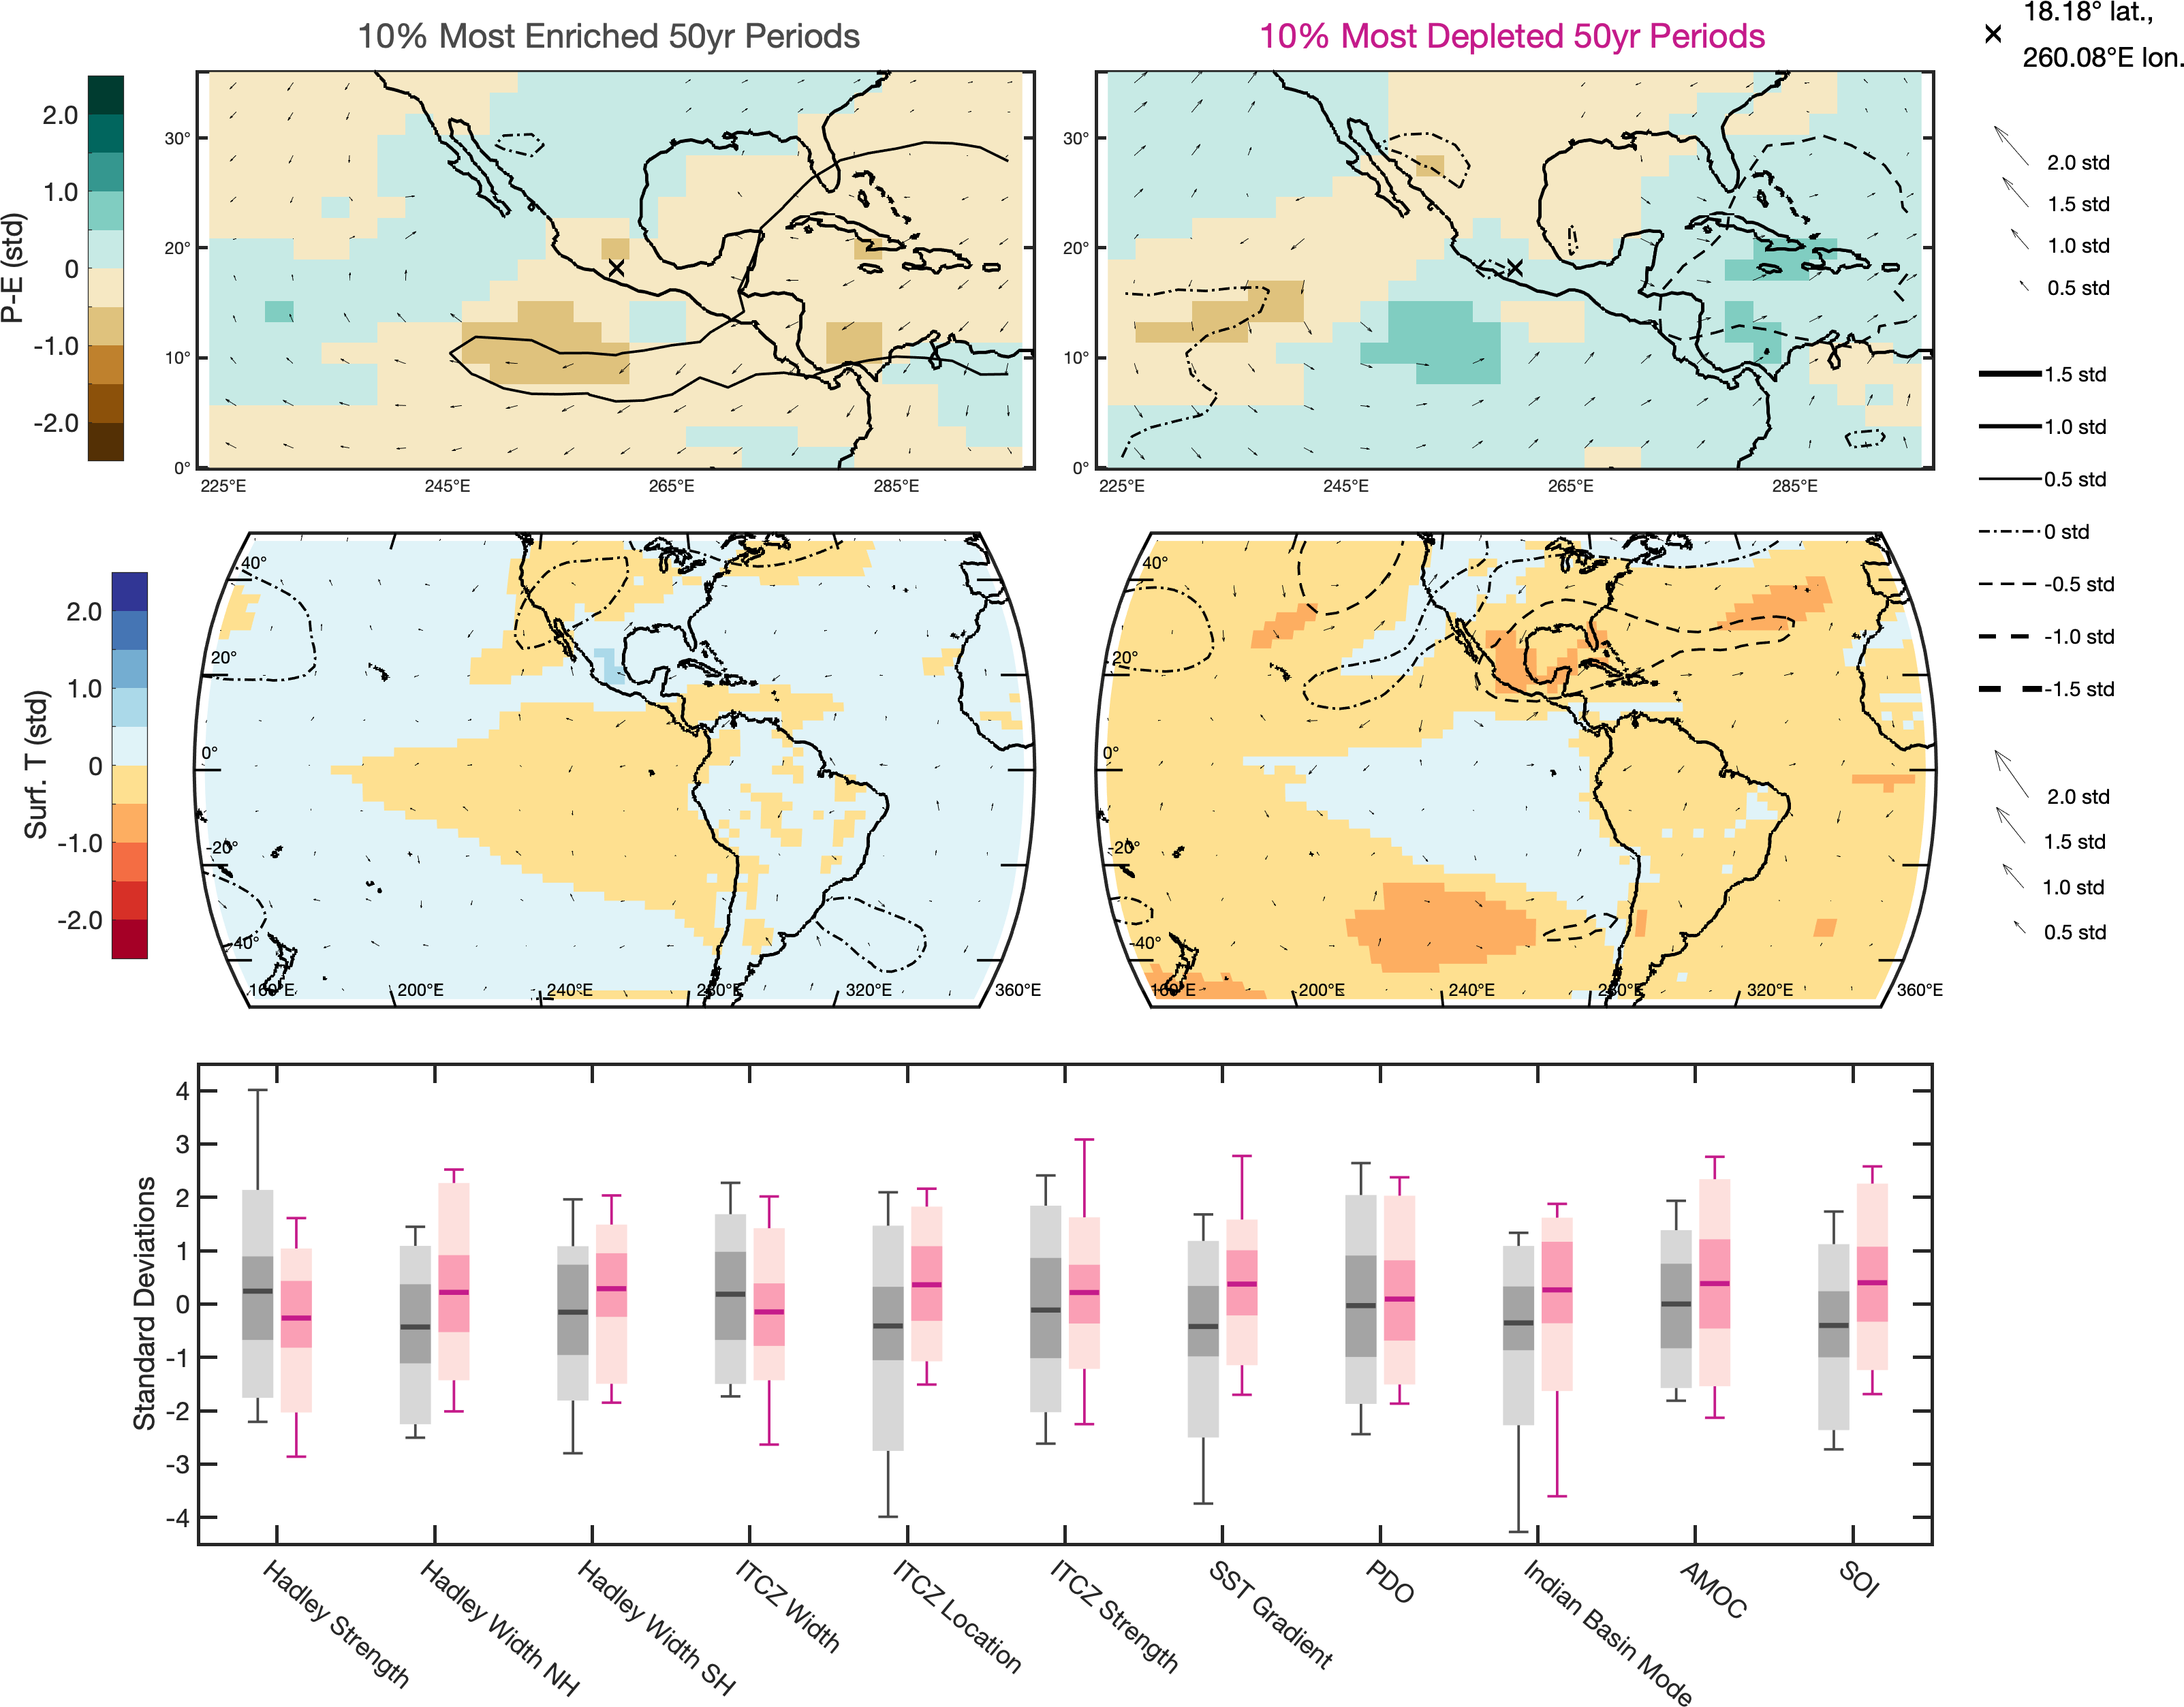 10% Most Enriched 50yr Periods
10% Most Depleted 50yr Periods
18.18° lat.,
260.08°E lon.
P-E (std)
2.0
1.0
0
-1.0
-2.0
30°
20°
10°
0°
225°E
245°E
265°E
285°E
30°
20°
10°
0°
225°E
245°E
265°E
285°E
2.0 std
1.5 std
1.0 std
0.5 std
1.5 std
1.0 std
0.5 std
0 std
-0.5 std
-1.0 std
-1.5 std
Surf. T (std)
2.0
1.0
0
-1.0
-2.0
40°
20°
0°
-20°
-40°
160°E
200°E
240°E
280°E
320°E
360°E
40°
20°
0°
-20°
-40°
160°E
200°E
240°E
280°E
320°E
360°E
2.0 std
1.5 std
1.0 std
0.5 std
Standard Deviations
4
3
2
1
0
-1
-2
-3
-4
Hadley Strength
Hadley Width NH
Hadley Width SH
ITCZ Width
ITCZ Location
ITCZ Strength
SST Gradient
PDO
Indian Basin Mode
AMOC
SOI